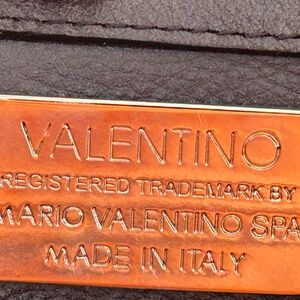 VALENTINO
REGISTERED TRADEMARK BY
MARIO VALENTINO SPA
MADE IN ITALY